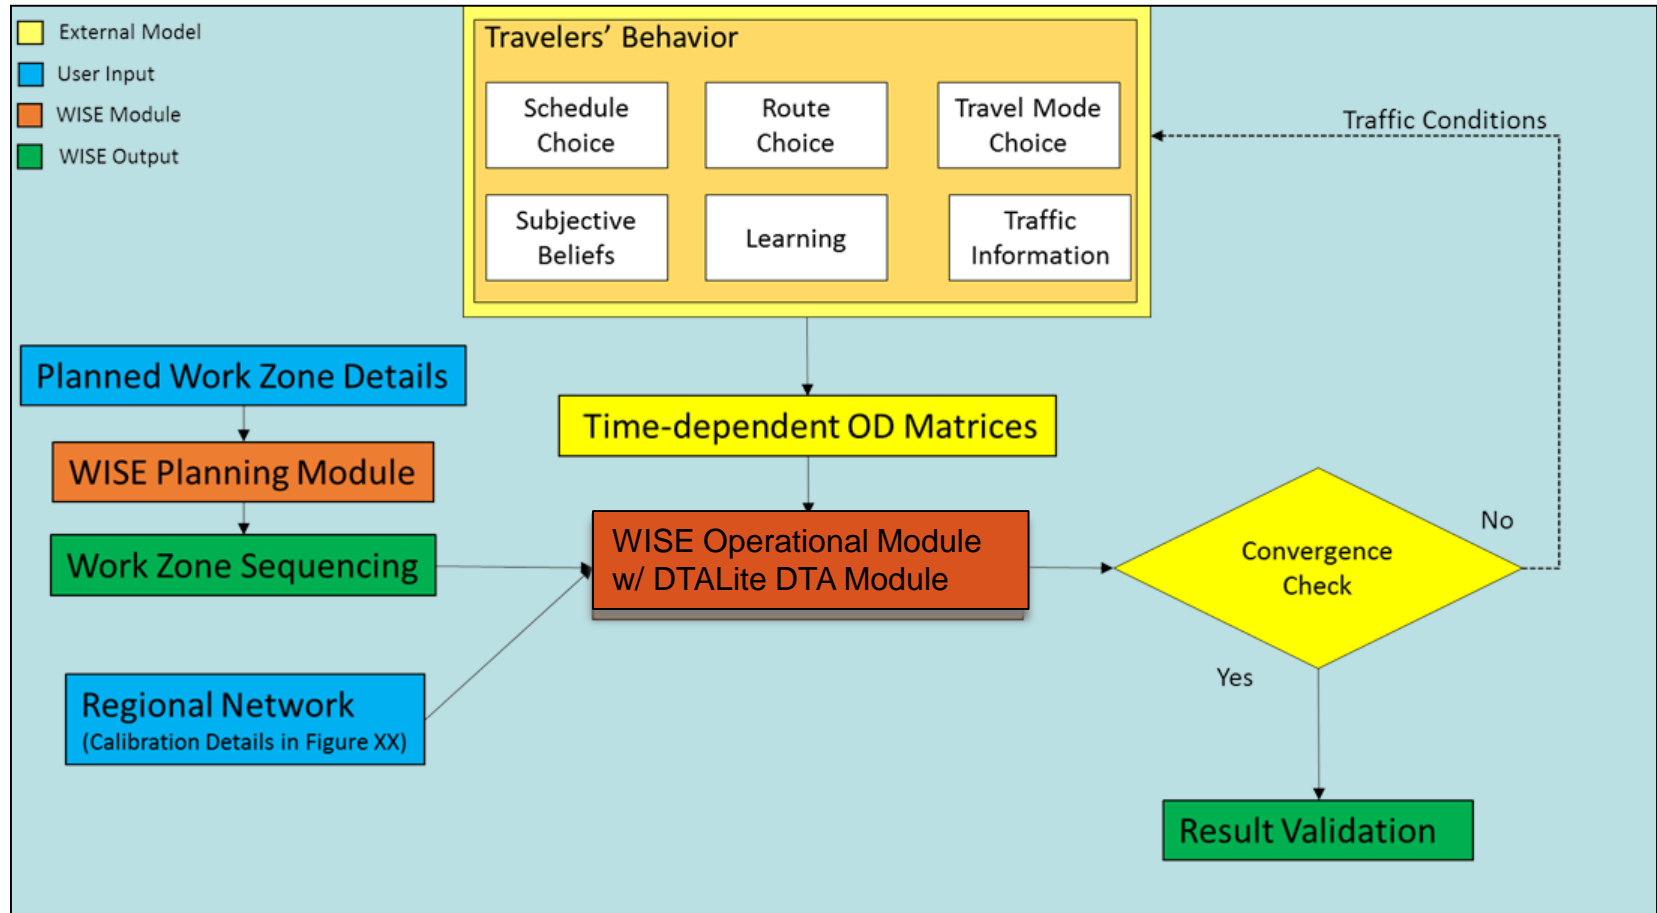 External Model
User Input
WISE Module
WISE Output
Travelers’ Behavior
Schedule
Choice
Route
Choice
Travel Mode
Choice
Subjective
Beliefs
Learning
Traffic
Information
Traffic Conditions
Planned Work Zone Details
WISE Planning Module
Work Zone Sequencing
Regional Network
(Calibration Details in Figure XX)
Time-dependent OD Matrices
WISE Operational Module
w/ DTALite DTA Module
Convergence
Check
No
Yes
Result Validation